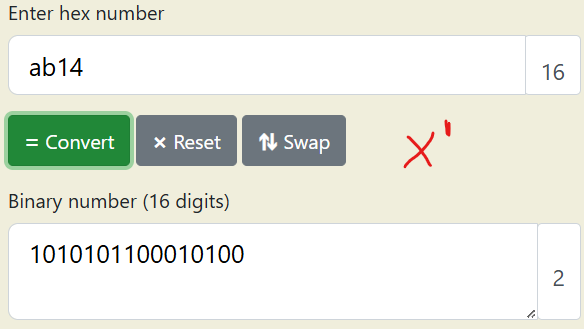 Enter hex number
ab14
16
= Convert × Reset ⇅ Swap
x'
Binary number (16 digits)
1010101100010100
2